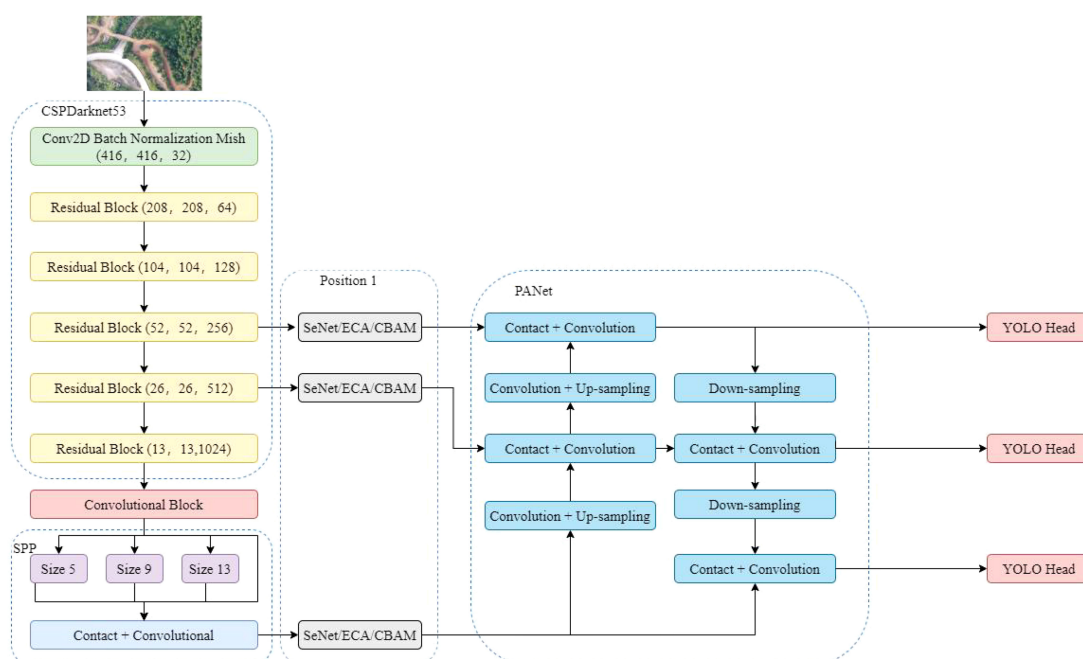 CSPDarknet53
Conv2D Batch Normalization Mish
(416, 416, 32)
Residual Block (208, 208, 64)
Residual Block (104, 104, 128)
Residual Block (52, 52, 256)
Residual Block (26, 26, 512)
Residual Block (13, 13,1024)
Convolutional Block
SPP
Size 5
Size 9
Size 13
Contact + Convolutional
Position 1
SeNet/ECA/CBAM
SeNet/ECA/CBAM
SeNet/ECA/CBAM
PANet
Contact + Convolution
Convolution + Up-sampling
Contact + Convolution
Convolution + Up-sampling
Down-sampling
Contact + Convolution
Down-sampling
Contact + Convolution
YOLO Head
YOLO Head
YOLO Head